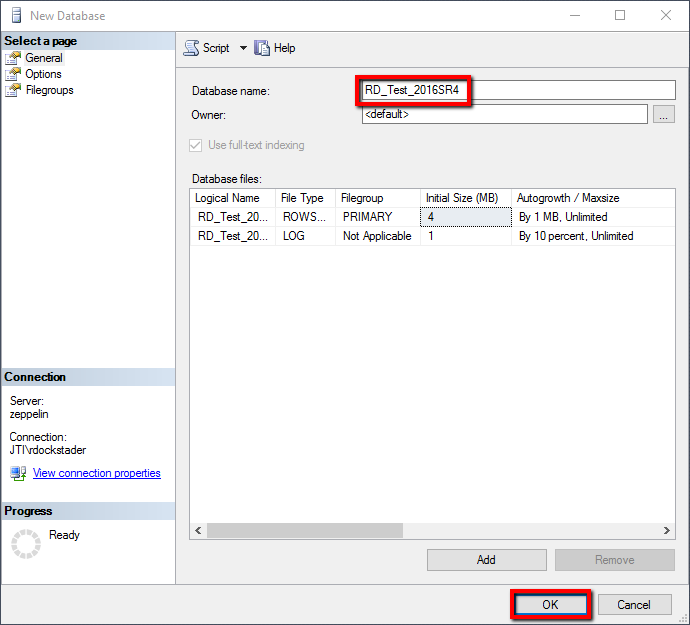 New Database
Select a page
General
Options
Filegroups
Script Help
Database name: RD_Test_2016SR4
Owner: <default> ...
Use full-text indexing
Database files:
Logical Name File Type Filegroup Initial Size (MB) Autogrowth / Maxsize
RD_Test_20... ROWS... PRIMARY 4 By 1 MB, Unlimited
RD_Test_20... LOG Not Applicable 1 By 10 percent, Unlimited
Connection
Server:
zeppelin
Connection:
JTI\rdockstader
View connection properties
Progress
Ready
Add Remove
OK Cancel